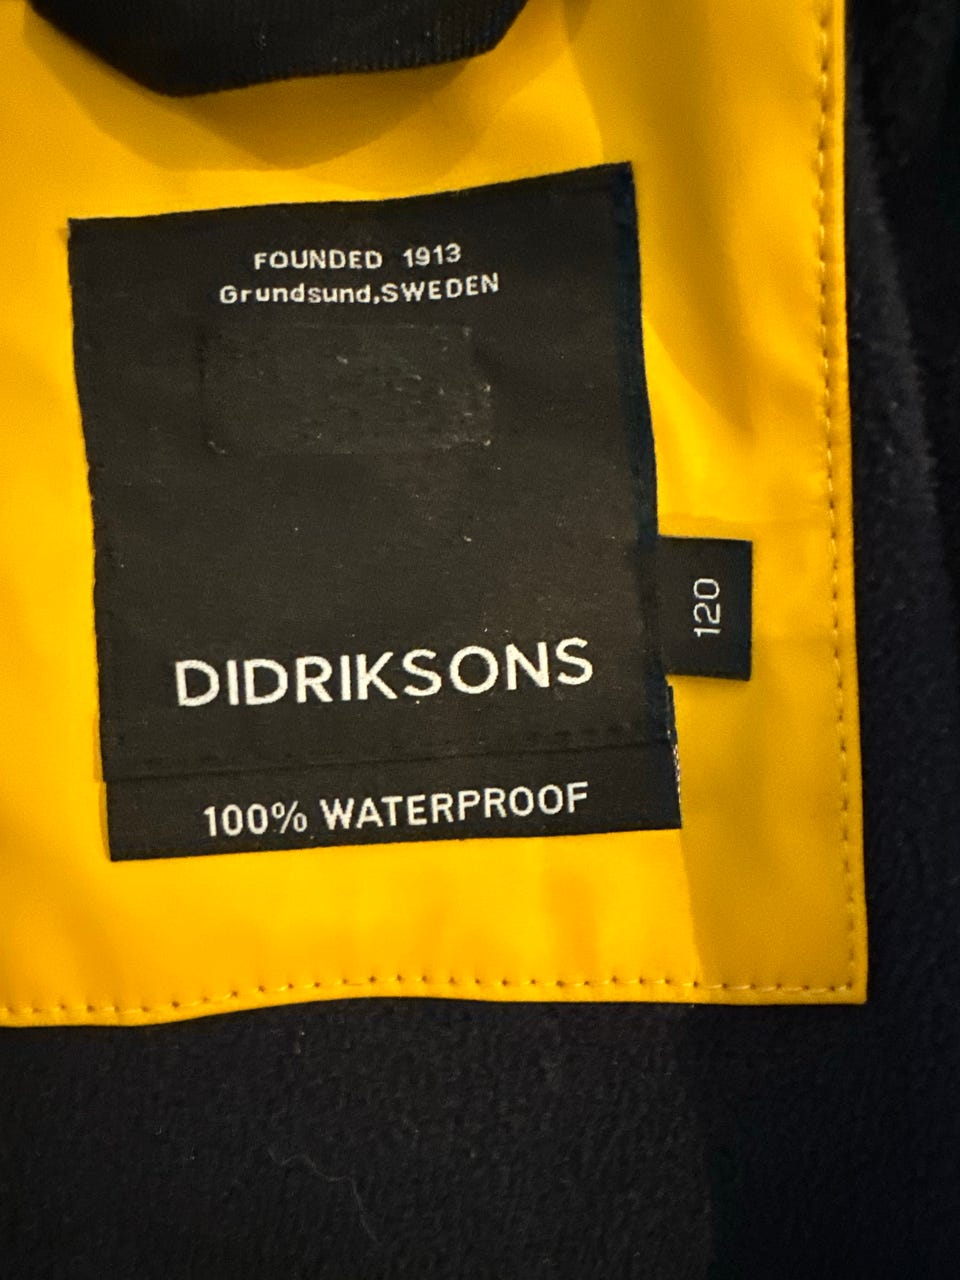 FOUNDED 1913
Grundsund,SWEDEN
DIDRIKSONS
120
100% WATERPROOF